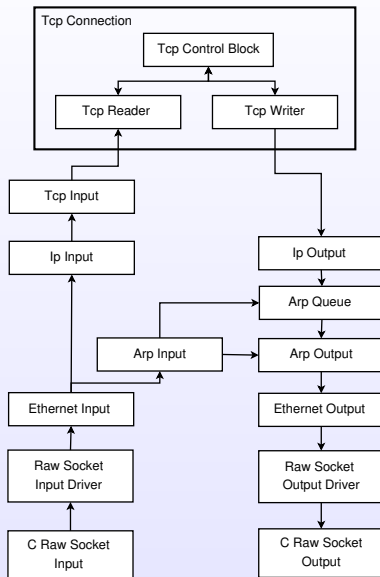 Tcp Connection
Tcp Control Block
Tcp Reader
Tcp Writer
Tcp Input
Ip Input
Ip Output
Arp Queue
Arp Input
Arp Output
Ethernet Input
Ethernet Output
Raw Socket
Input Driver
Raw Socket
Output Driver
C Raw Socket
Input
C Raw Socket
Output